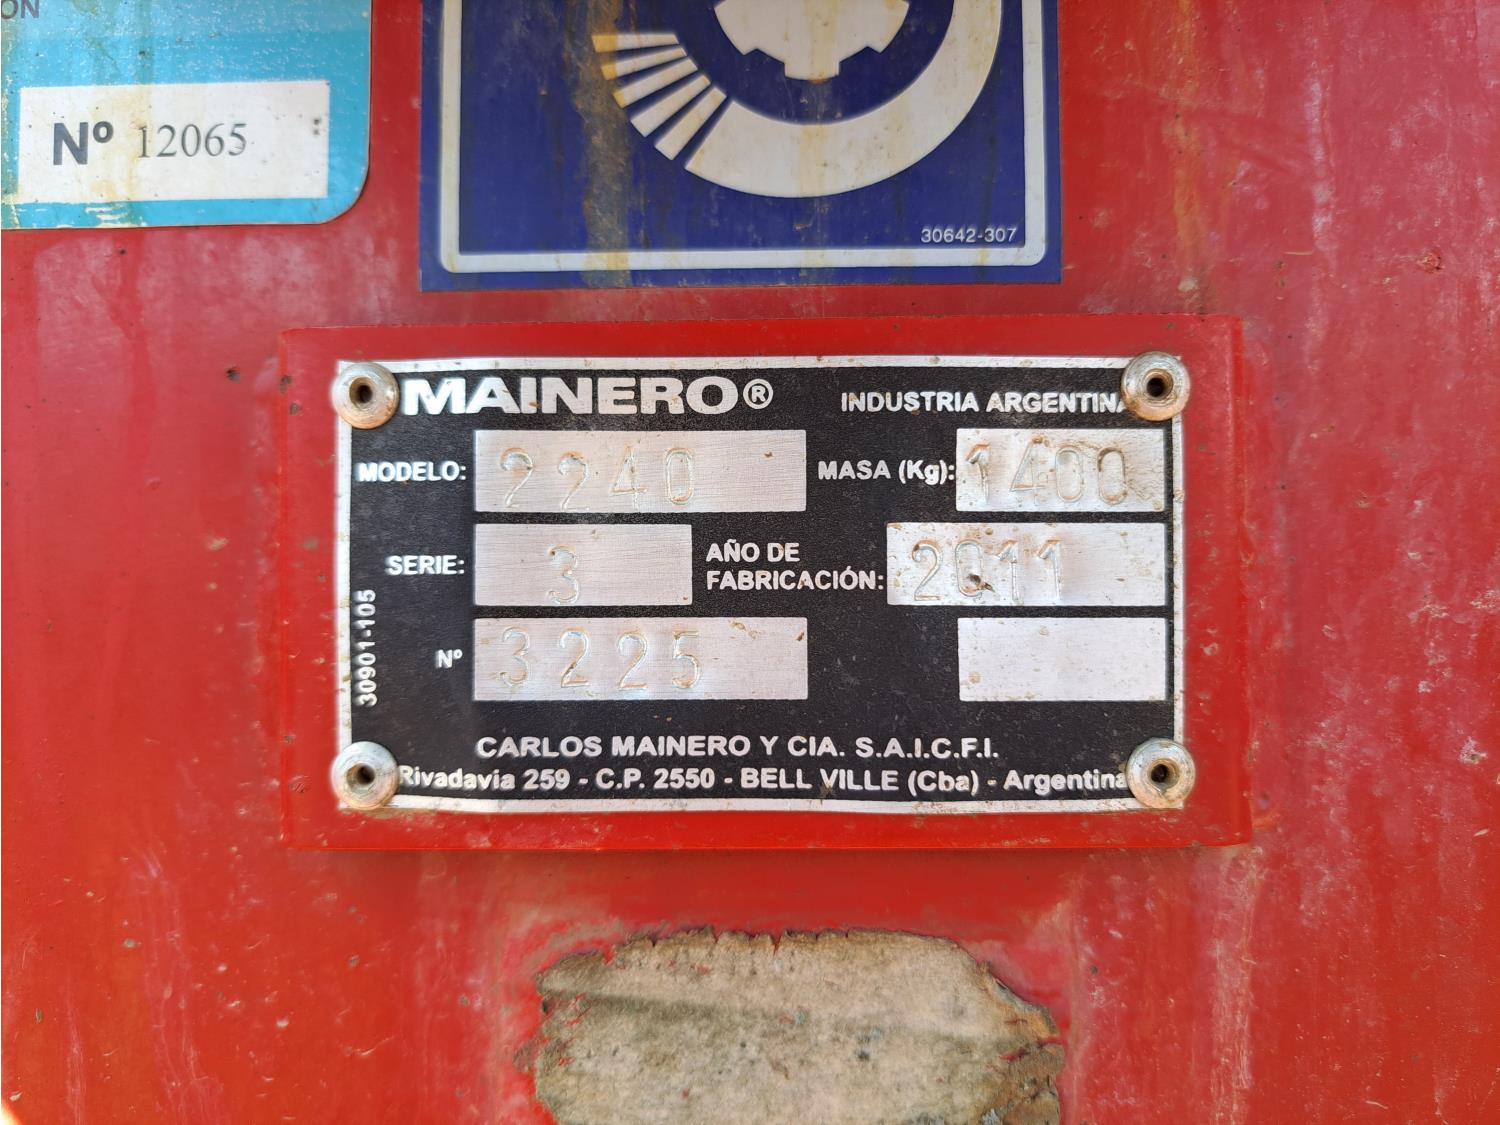 ON
Nº 12065
30642-307
MAINERO®
INDUSTRIA ARGENTINA
MODELO: 2240
MASA (Kg): 1400
SERIE: 3
AÑO DE
FABRICACIÓN: 2011
Nº 3225
30901-105
CARLOS MAINERO Y CIA. S.A.I.C.F.I.
Rivadavia 259 - C.P. 2550 - BELL VILLE (Cba) - Argentina